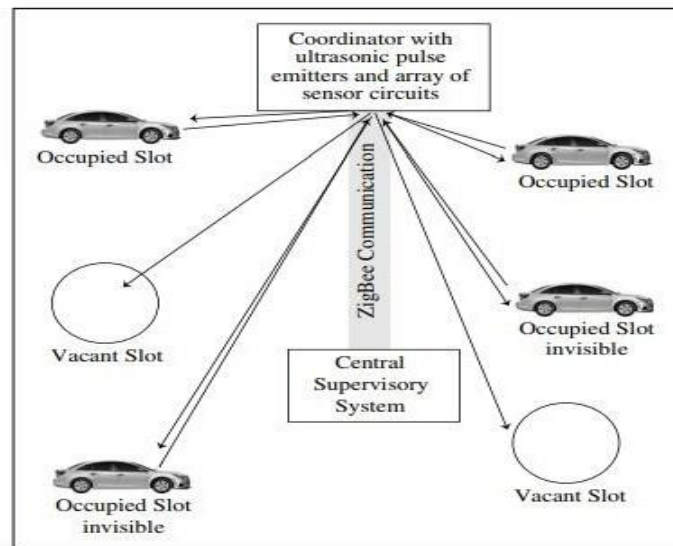 Coordinator with
ultrasonic pulse
emitters and array of
sensor circuits
Occupied Slot
Occupied Slot
ZigBee Communication
Vacant Slot
Occupied Slot
invisible
Central
Supervisory
System
Occupied Slot
invisible
Vacant Slot